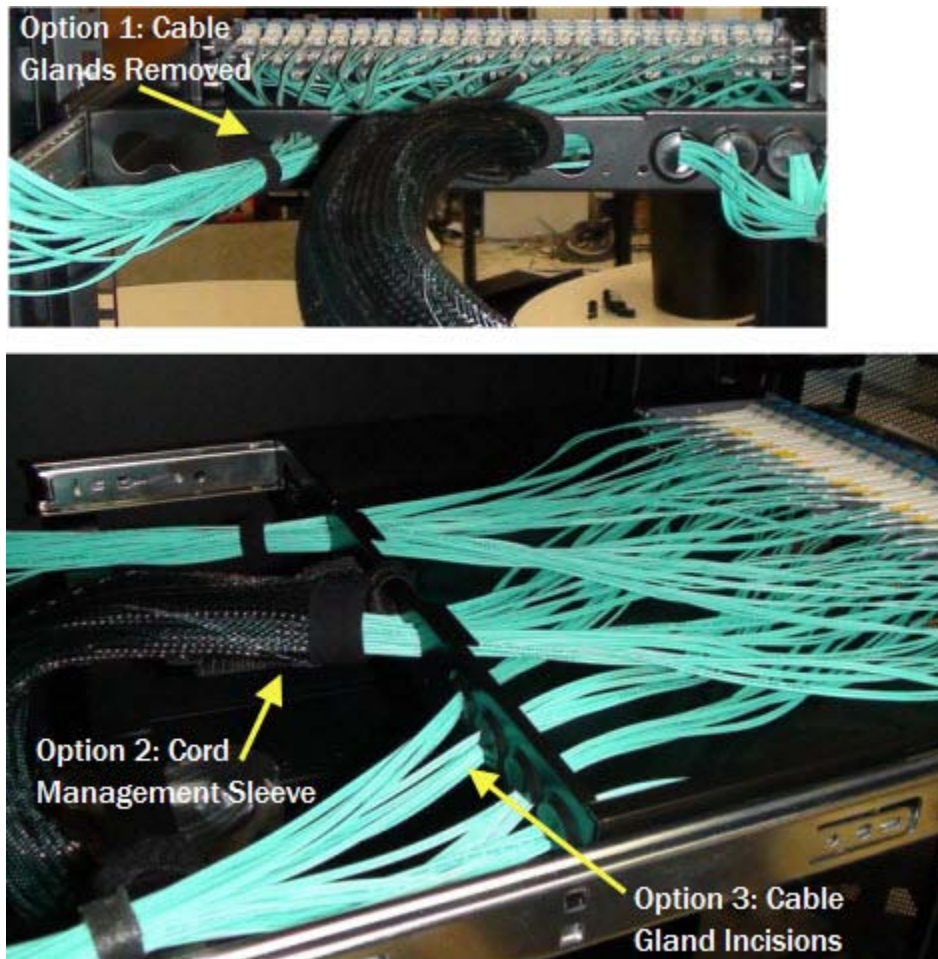 Option 1: Cable
Glands Removed
Option 2: Cord
Management Sleeve
Option 3: Cable
Gland Incisions